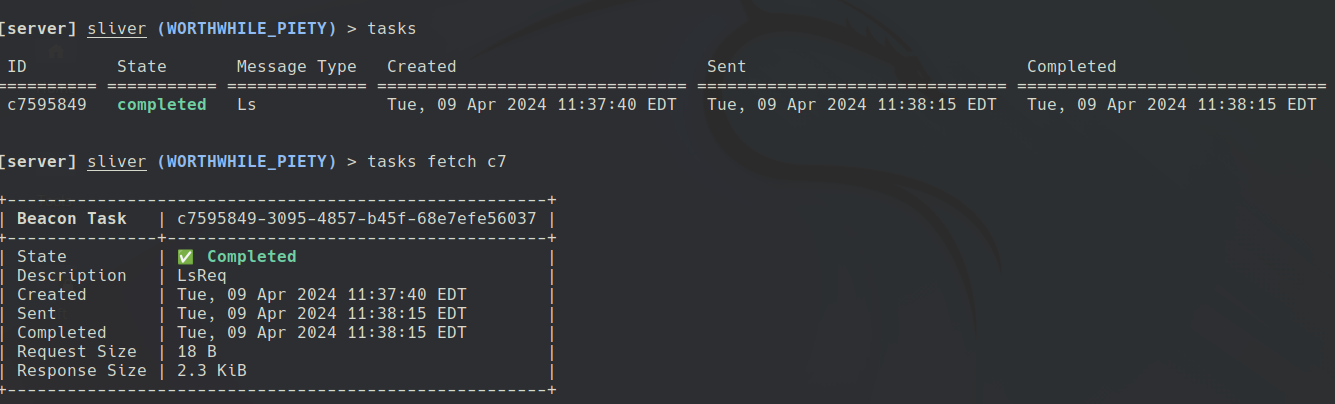 [server] sliver (WORTHWHILE_PIETY) > tasks
ID State Message Type Created Sent Completed
========== =========== ============== =============================== =============================== ===============================
c7595849 completed Ls Tue, 09 Apr 2024 11:37:40 EDT Tue, 09 Apr 2024 11:38:15 EDT Tue, 09 Apr 2024 11:38:15 EDT
[server] sliver (WORTHWHILE_PIETY) > tasks fetch c7
+------------------------------------------------------+
| Beacon Task | c7595849-3095-4857-b45f-68e7efe56037 |
+---------------+--------------------------------------+
| State | ✅ Completed |
| Description | LsReq |
| Created | Tue, 09 Apr 2024 11:37:40 EDT |
| Sent | Tue, 09 Apr 2024 11:38:15 EDT |
| Completed | Tue, 09 Apr 2024 11:38:15 EDT |
| Request Size | 18 B |
| Response Size | 2.3 KiB |
+------------------------------------------------------+